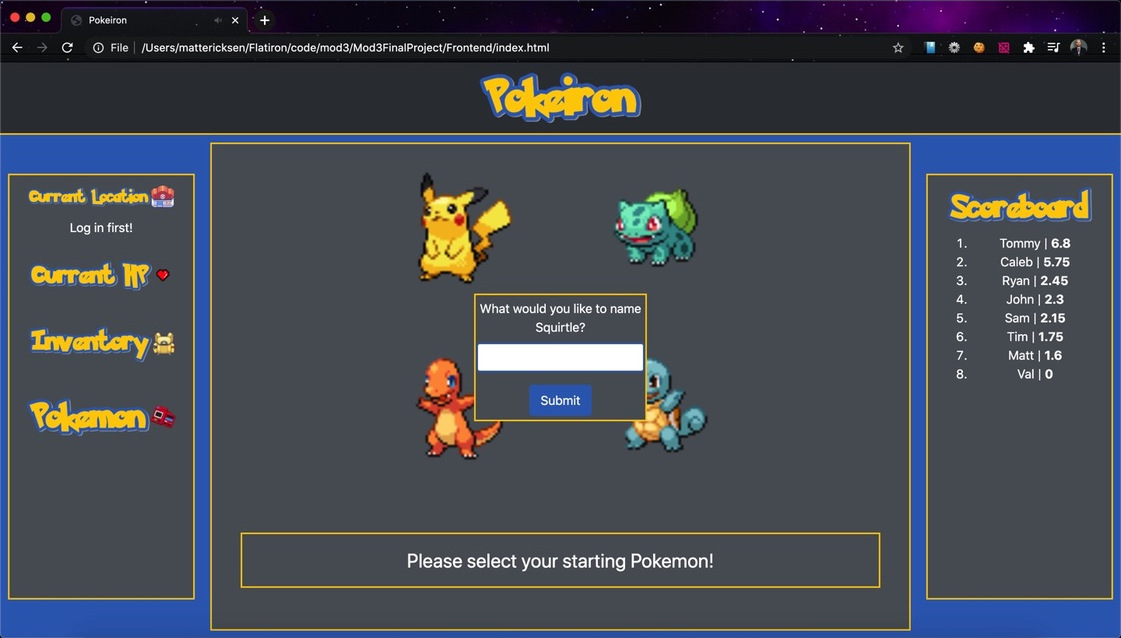 Pokeiron
File
/Users/mattericksen/Flatiron/code/mod3/Mod3FinalProject/Frontend/index.html
Pokeiron
Current Location
Log in first!
Current HP
Inventory
Pokemon
What would you like to name
Squirtle?
Submit
Please select your starting Pokemon!
Scoreboard
1. Tommy | 6.8
2. Caleb | 5.75
3. Ryan | 2.45
4. John | 2.3
5. Sam | 2.15
6. Tim | 1.75
7. Matt | 1.6
8. Val | 0